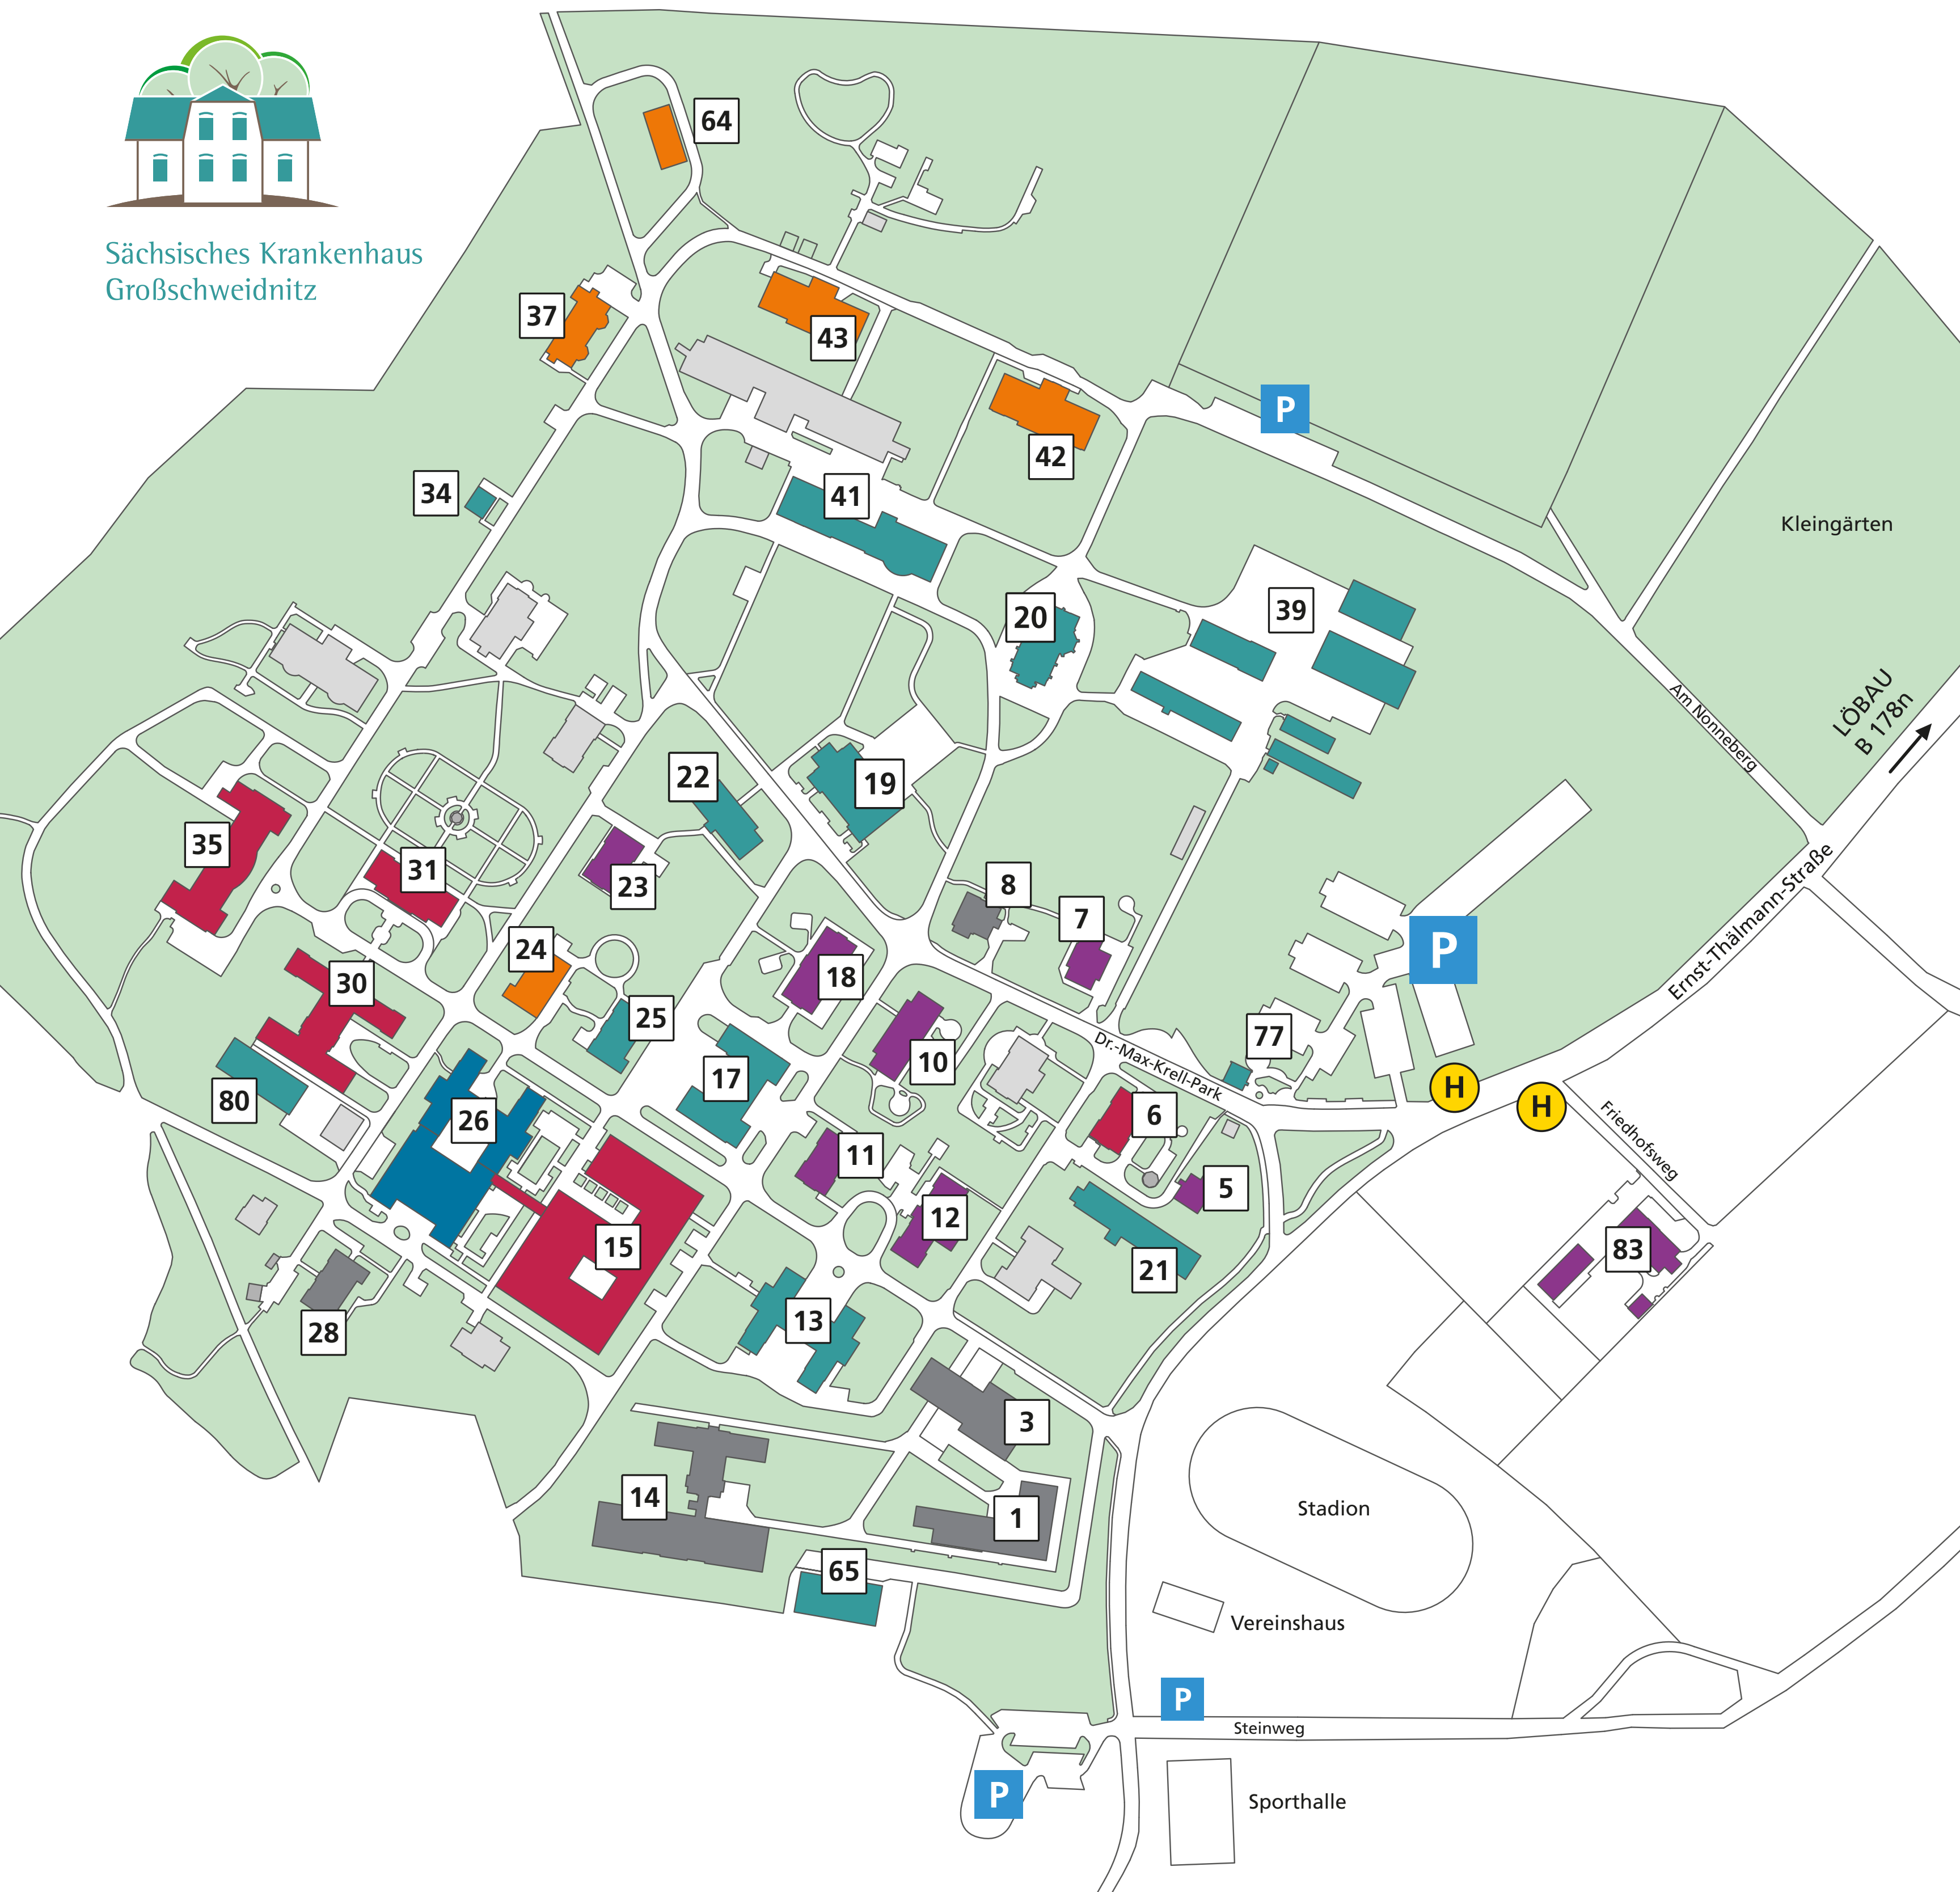 Sächsisches Krankenhaus
Großschweidnitz
64
37
43
P
42
34
41
Kleingärten
20
39
LÖBAU
B 178n
Am Nonneberg
22
19
35
31
23
8
7
24
18
P
Ernst-Thälmann-Straße
30
25
77
10
Dr.-Max-Krell-Park
17
80
H
H
26
6
Friedhofsweg
11
5
12
15
83
21
28
13
3
14
1
Stadion
65
Vereinshaus
P
Steinweg
P
Sporthalle